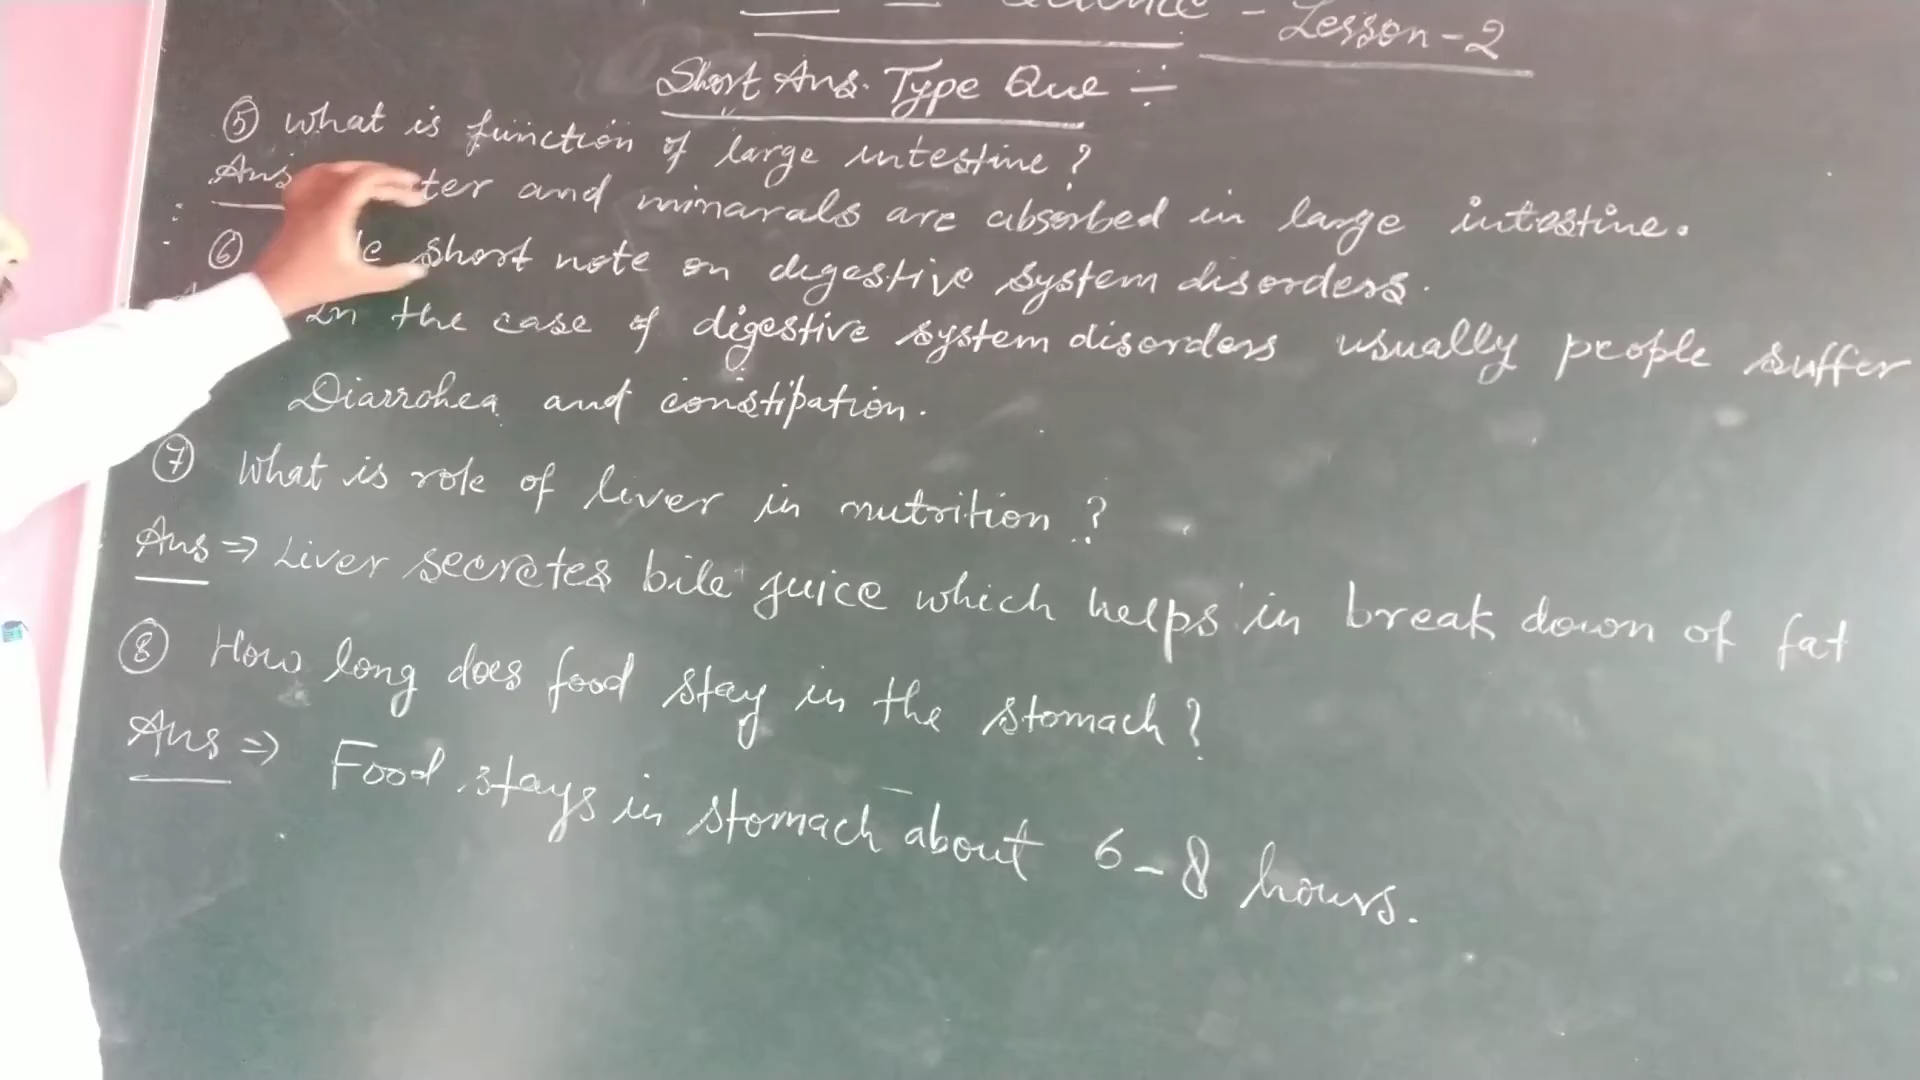 - Lesson-2
Short Ans. Type Que ÷
⑤ What is function of large intestine?
Ans and minarals are absorbed in large intestine.
⑥ short note on digestive system disorders.
In the case of digestive system disorders usually people suffer
Diarrohea and constipation.
⑦ What is role of liver in nutrition?
Ans ⇒ Liver secretes bile juice which helps in break down of fat
⑧ How long does food stay in the stomach?
Ans ⇒ Food stays in stomach about 6-8 hours.